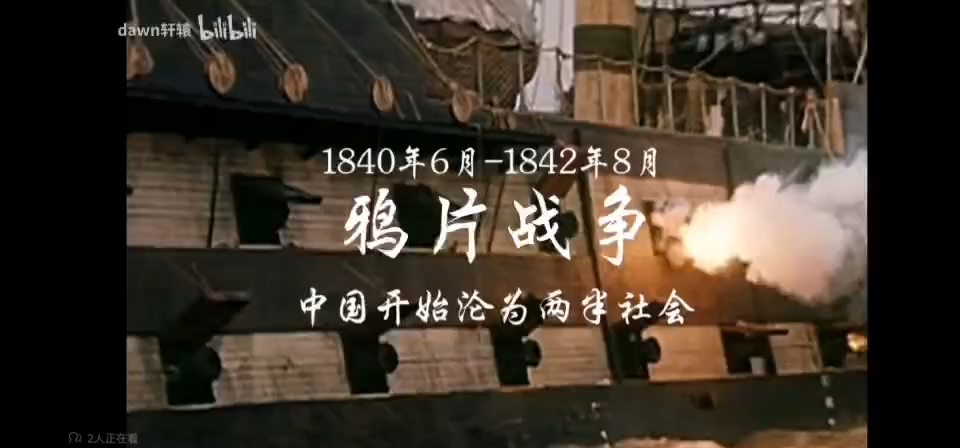 dawn轩辕 bilibili
1840年6月-1842年8月
鸦片战争
中国开始沦为两半社会
2人正在看